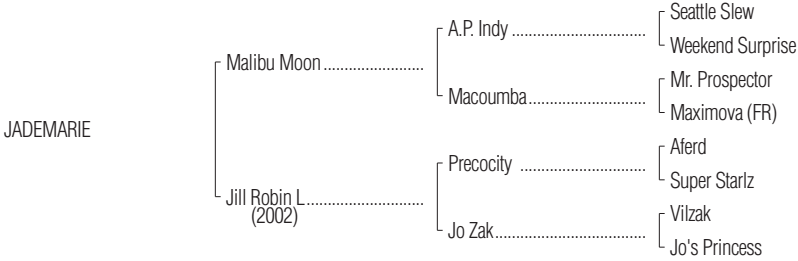 Seattle Slew
A.P. Indy
Weekend Surprise
Malibu Moon
Mr. Prospector
Macoumba
Maximova (FR)
JADEMARIE
Aferd
Precocity
Super Starlz
Jill Robin L
(2002)
Vilzak
Jo Zak
Jo's Princess